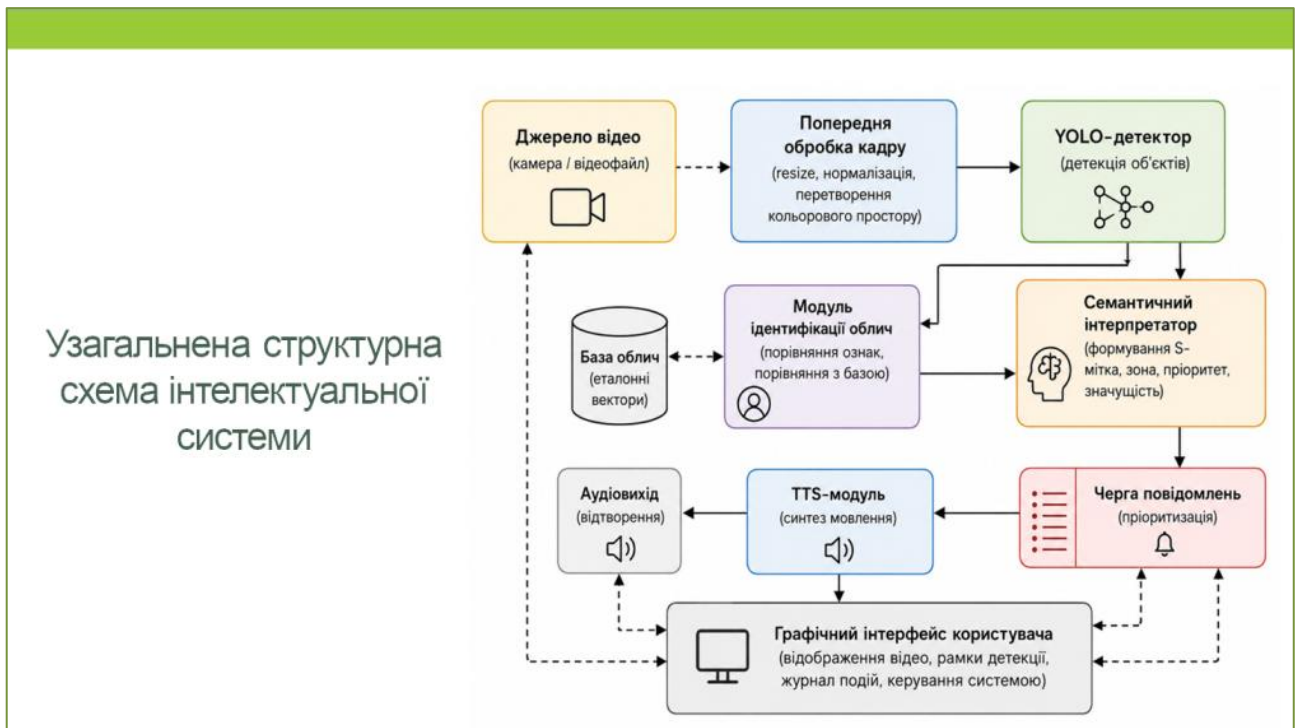 Узагальнена структурна
схема інтелектуальної
системи
Джерело відео
(камера / відеофайл)
Попередня
обробка кадру
(resize, нормалізація,
перетворення
кольорового простору)
YOLO-детектор
(детекція об'єктів)
База облич
(еталонні
вектори)
Модуль
ідентифікації облич
(порівняння ознак,
порівняння з базою)
Семантичний
інтерпретатор
(формування S-
мітка, зона, пріоритет,
значущість)
Аудіовихід
(відтворення)
TTS-модуль
(синтез мовлення)
Черга повідомлень
(пріоритизація)
Графічний інтерфейс користувача
(відображення відео, рамки детекції,
журнал подій, керування системою)